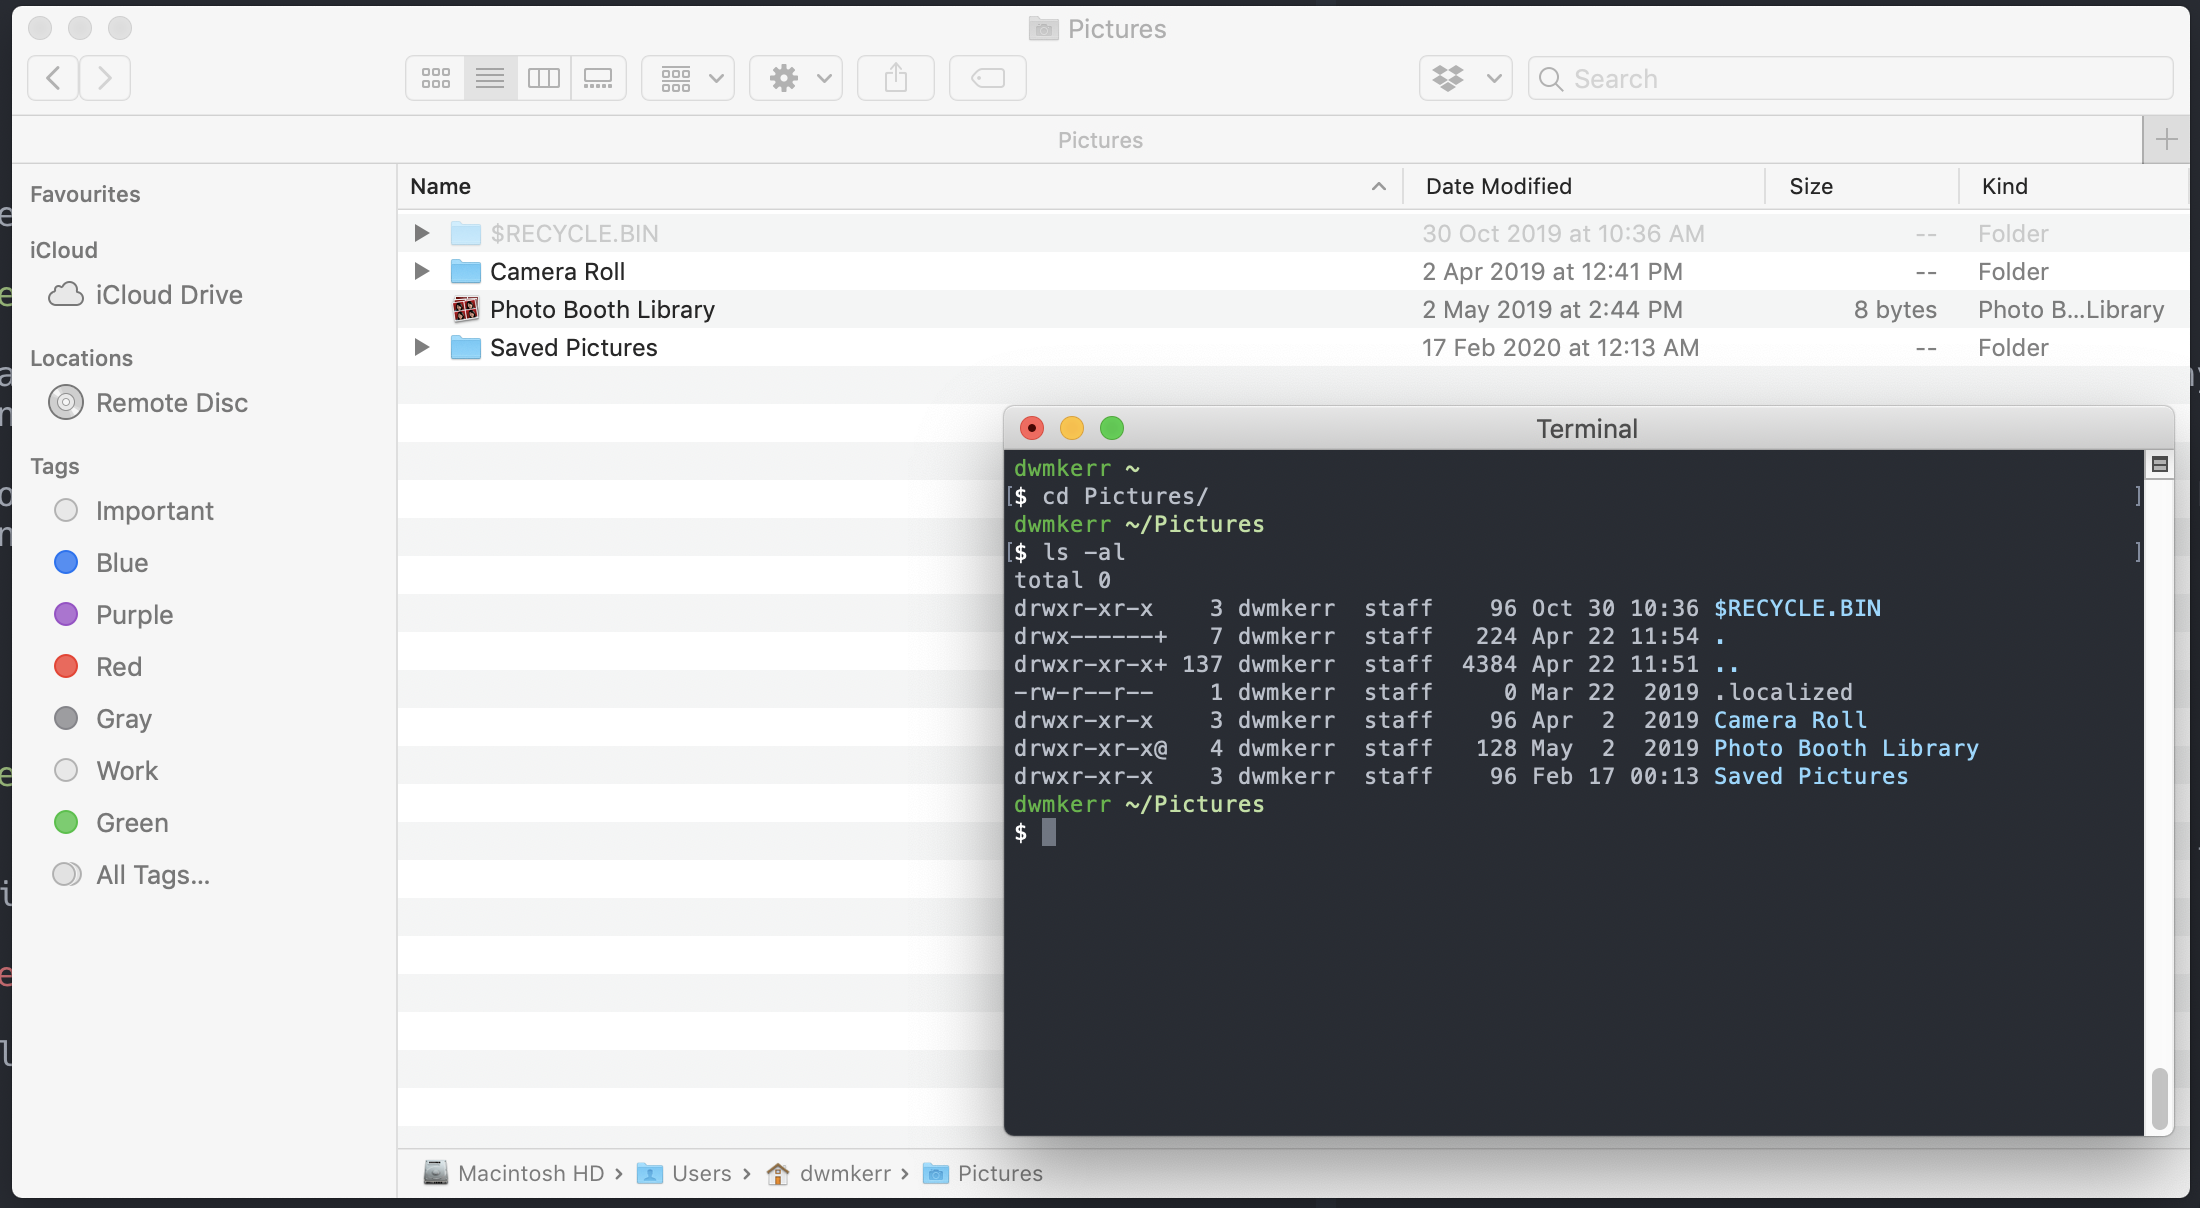 Pictures
Search
Pictures
Favourites
iCloud
iCloud Drive
Locations
Remote Disc
Tags
Important
Blue
Purple
Red
Gray
Work
Green
All Tags...
Name Date Modified Size Kind
$RECYCLE.BIN 30 Oct 2019 at 10:36 AM -- Folder
Camera Roll 2 Apr 2019 at 12:41 PM -- Folder
Photo Booth Library 2 May 2019 at 2:44 PM 8 bytes Photo B...Library
Saved Pictures 17 Feb 2020 at 12:13 AM -- Folder
Terminal
dwmkerr ~
[$ cd Pictures/ ]
dwmkerr ~/Pictures
[$ ls -al ]
total 0
drwxr-xr-x 3 dwmkerr staff 96 Oct 30 10:36 $RECYCLE.BIN
drwx------+ 7 dwmkerr staff 224 Apr 22 11:54 .
drwxr-xr-x+ 137 dwmkerr staff 4384 Apr 22 11:51 ..
-rw-r--r-- 1 dwmkerr staff 0 Mar 22 2019 .localized
drwxr-xr-x 3 dwmkerr staff 96 Apr 2 2019 Camera Roll
drwxr-xr-x@ 4 dwmkerr staff 128 May 2 2019 Photo Booth Library
drwxr-xr-x 3 dwmkerr staff 96 Feb 17 00:13 Saved Pictures
dwmkerr ~/Pictures
$
Macintosh HD › Users › dwmkerr › Pictures